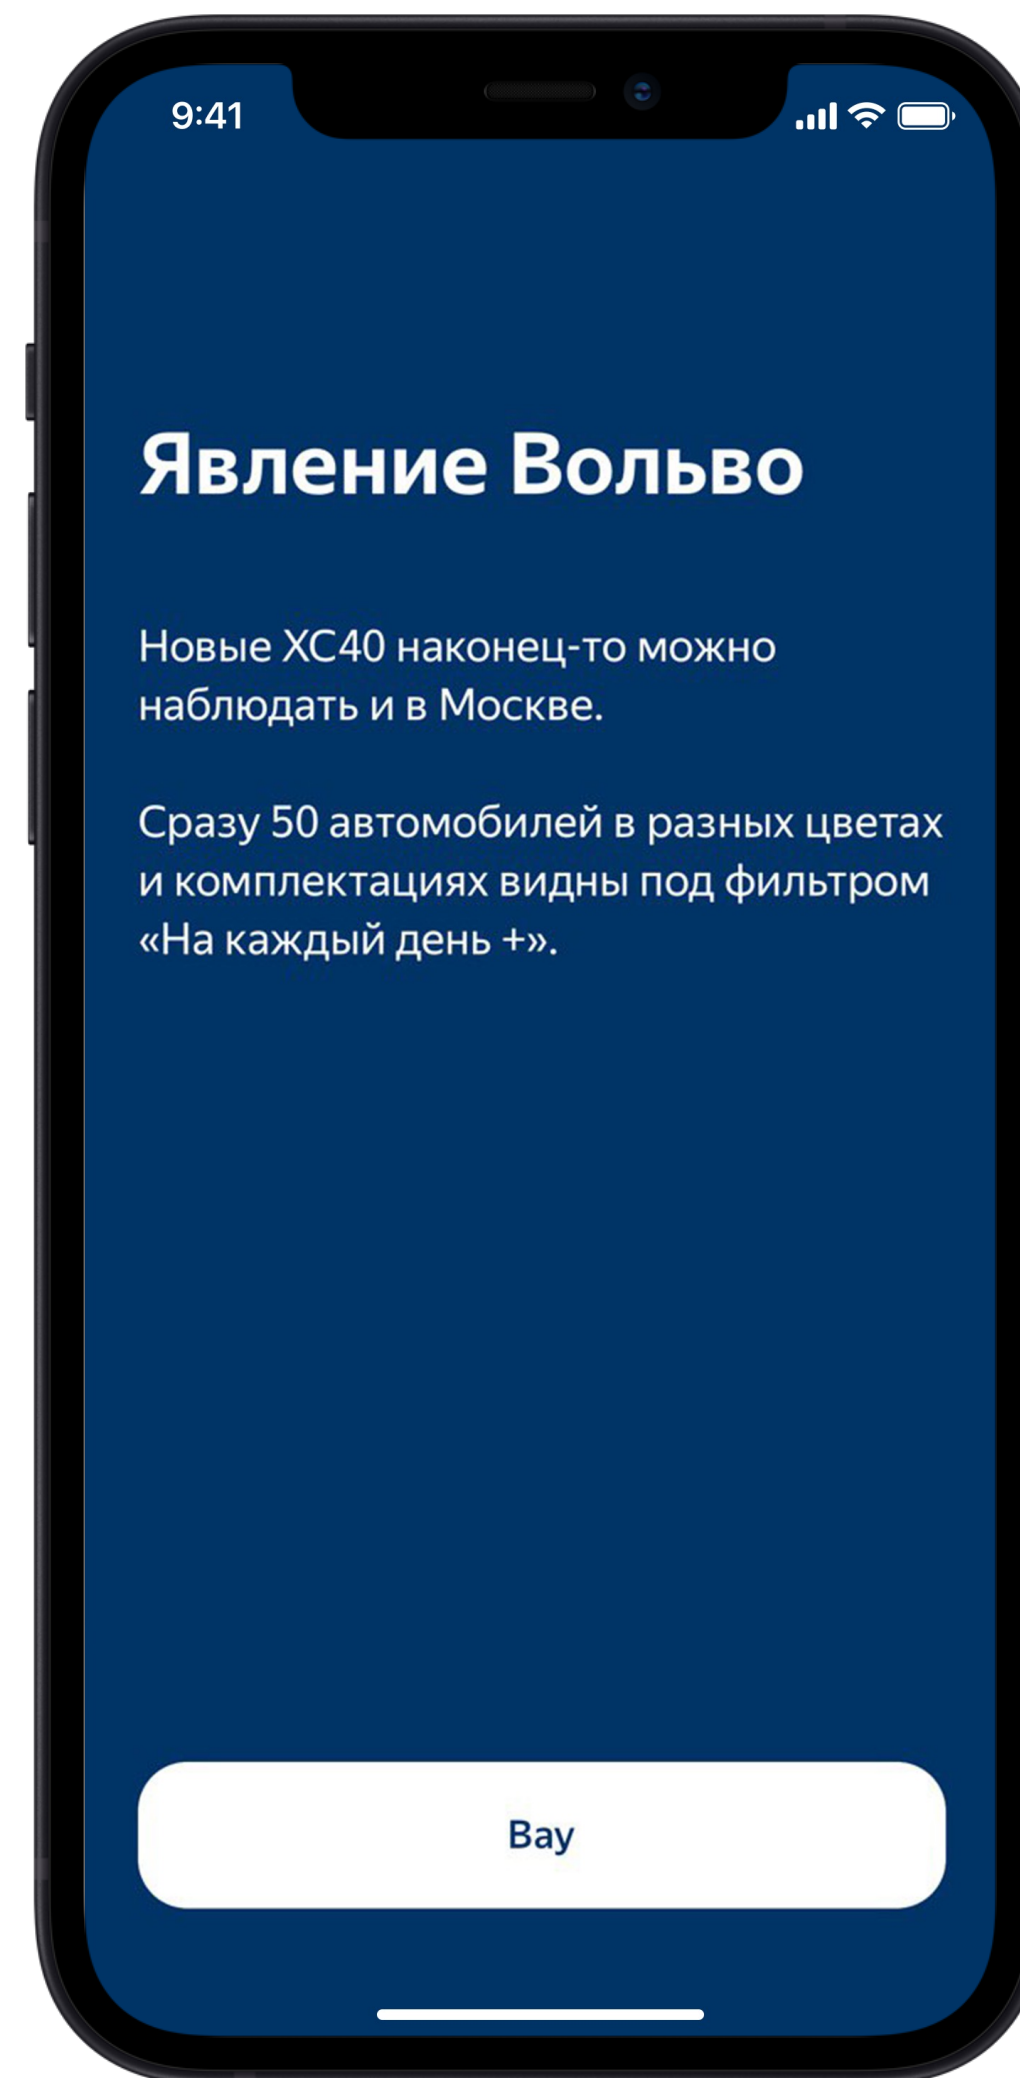 9:41
Явление Вольво
Новые XC40 наконец-то можно
наблюдать и в Москве.
Сразу 50 автомобилей в разных цветах
и комплектациях видны под фильтром
«На каждый день +».
Вау